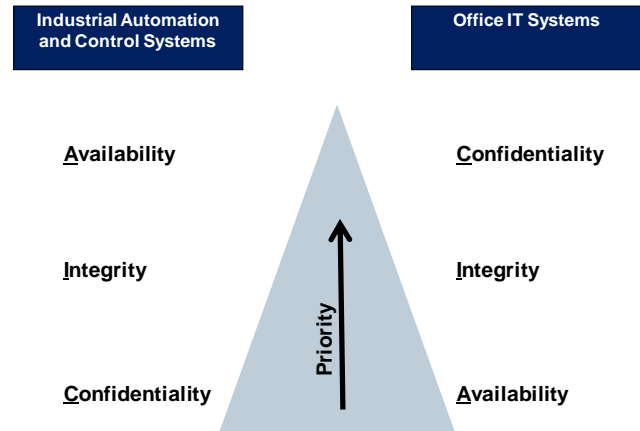 Industrial Automation
and Control Systems
Office IT Systems
Availability
Confidentiality
Integrity
Integrity
Priority
Confidentiality
Availability